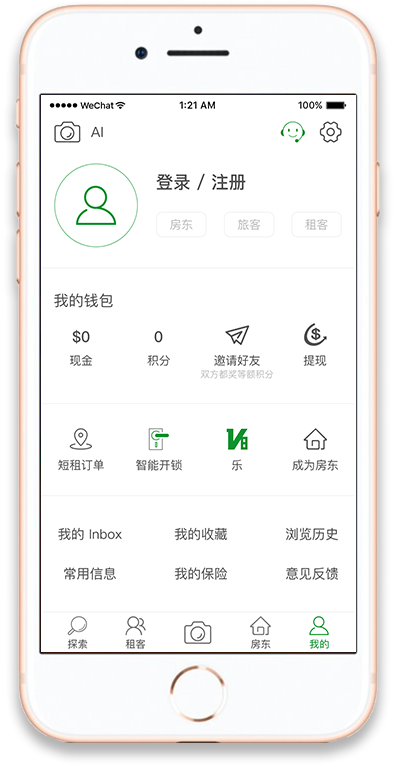 ●●●●● WeChat 1:21 AM 100%
AI
登录 / 注册
房东 旅客 租客
我的钱包
$0 0
现金 积分 邀请好友 提现
双方都奖等额积分
短租订单 智能开锁 乐 成为房东
我的 Inbox 我的收藏 浏览历史
常用信息 我的保险 意见反馈
探索 租客 房东 我的